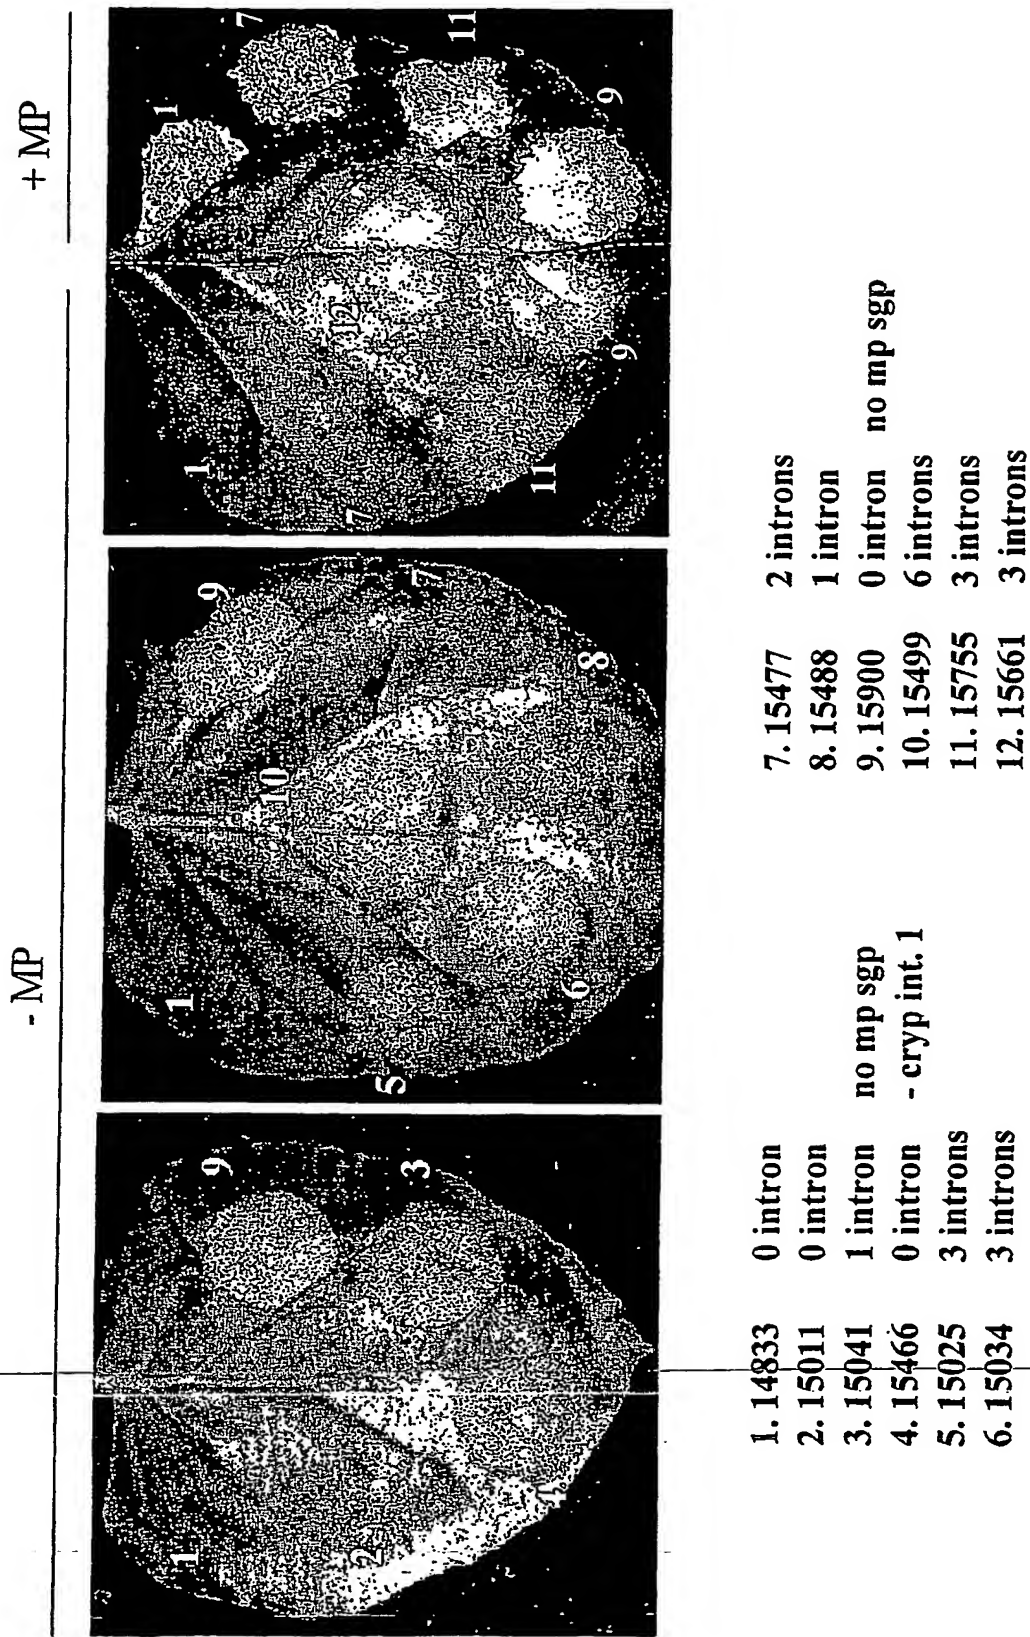 - MP
+ MP
1
2
4
9
3
1
5
6
10
9
7
8
1
7
11
12
9
1
7
11
9
1. 14833 0 intron
2. 15011 0 intron
3. 15041 1 intron no mp sgp
4. 15466 0 intron - cryp int. 1
5. 15025 3 introns
6. 15034 3 introns
7. 15477 2 introns
8. 15488 1 intron
9. 15900 0 intron no mp sgp
10. 15499 6 introns
11. 15755 3 introns
12. 15661 3 introns